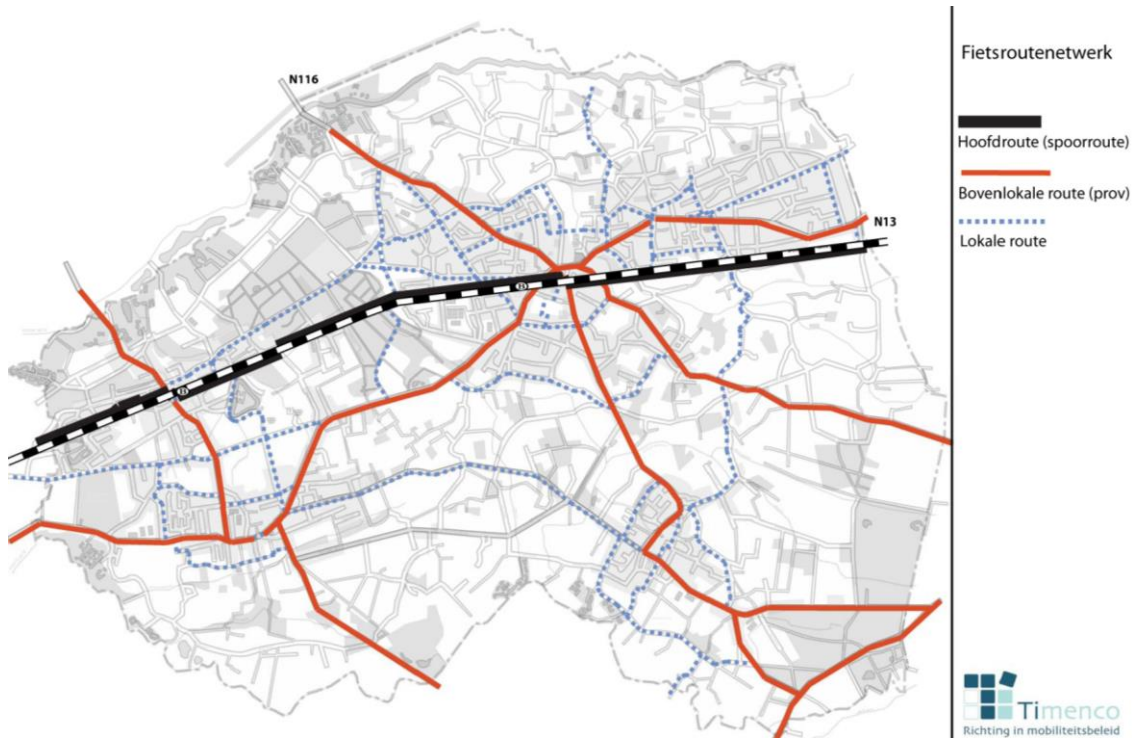 N116
N13
B
B
Fietsroutenetwerk
Hoofdroute (spoorroute)
Bovenlokale route (prov)
Lokale route
Timenco
Richting in mobiliteitsbeleid